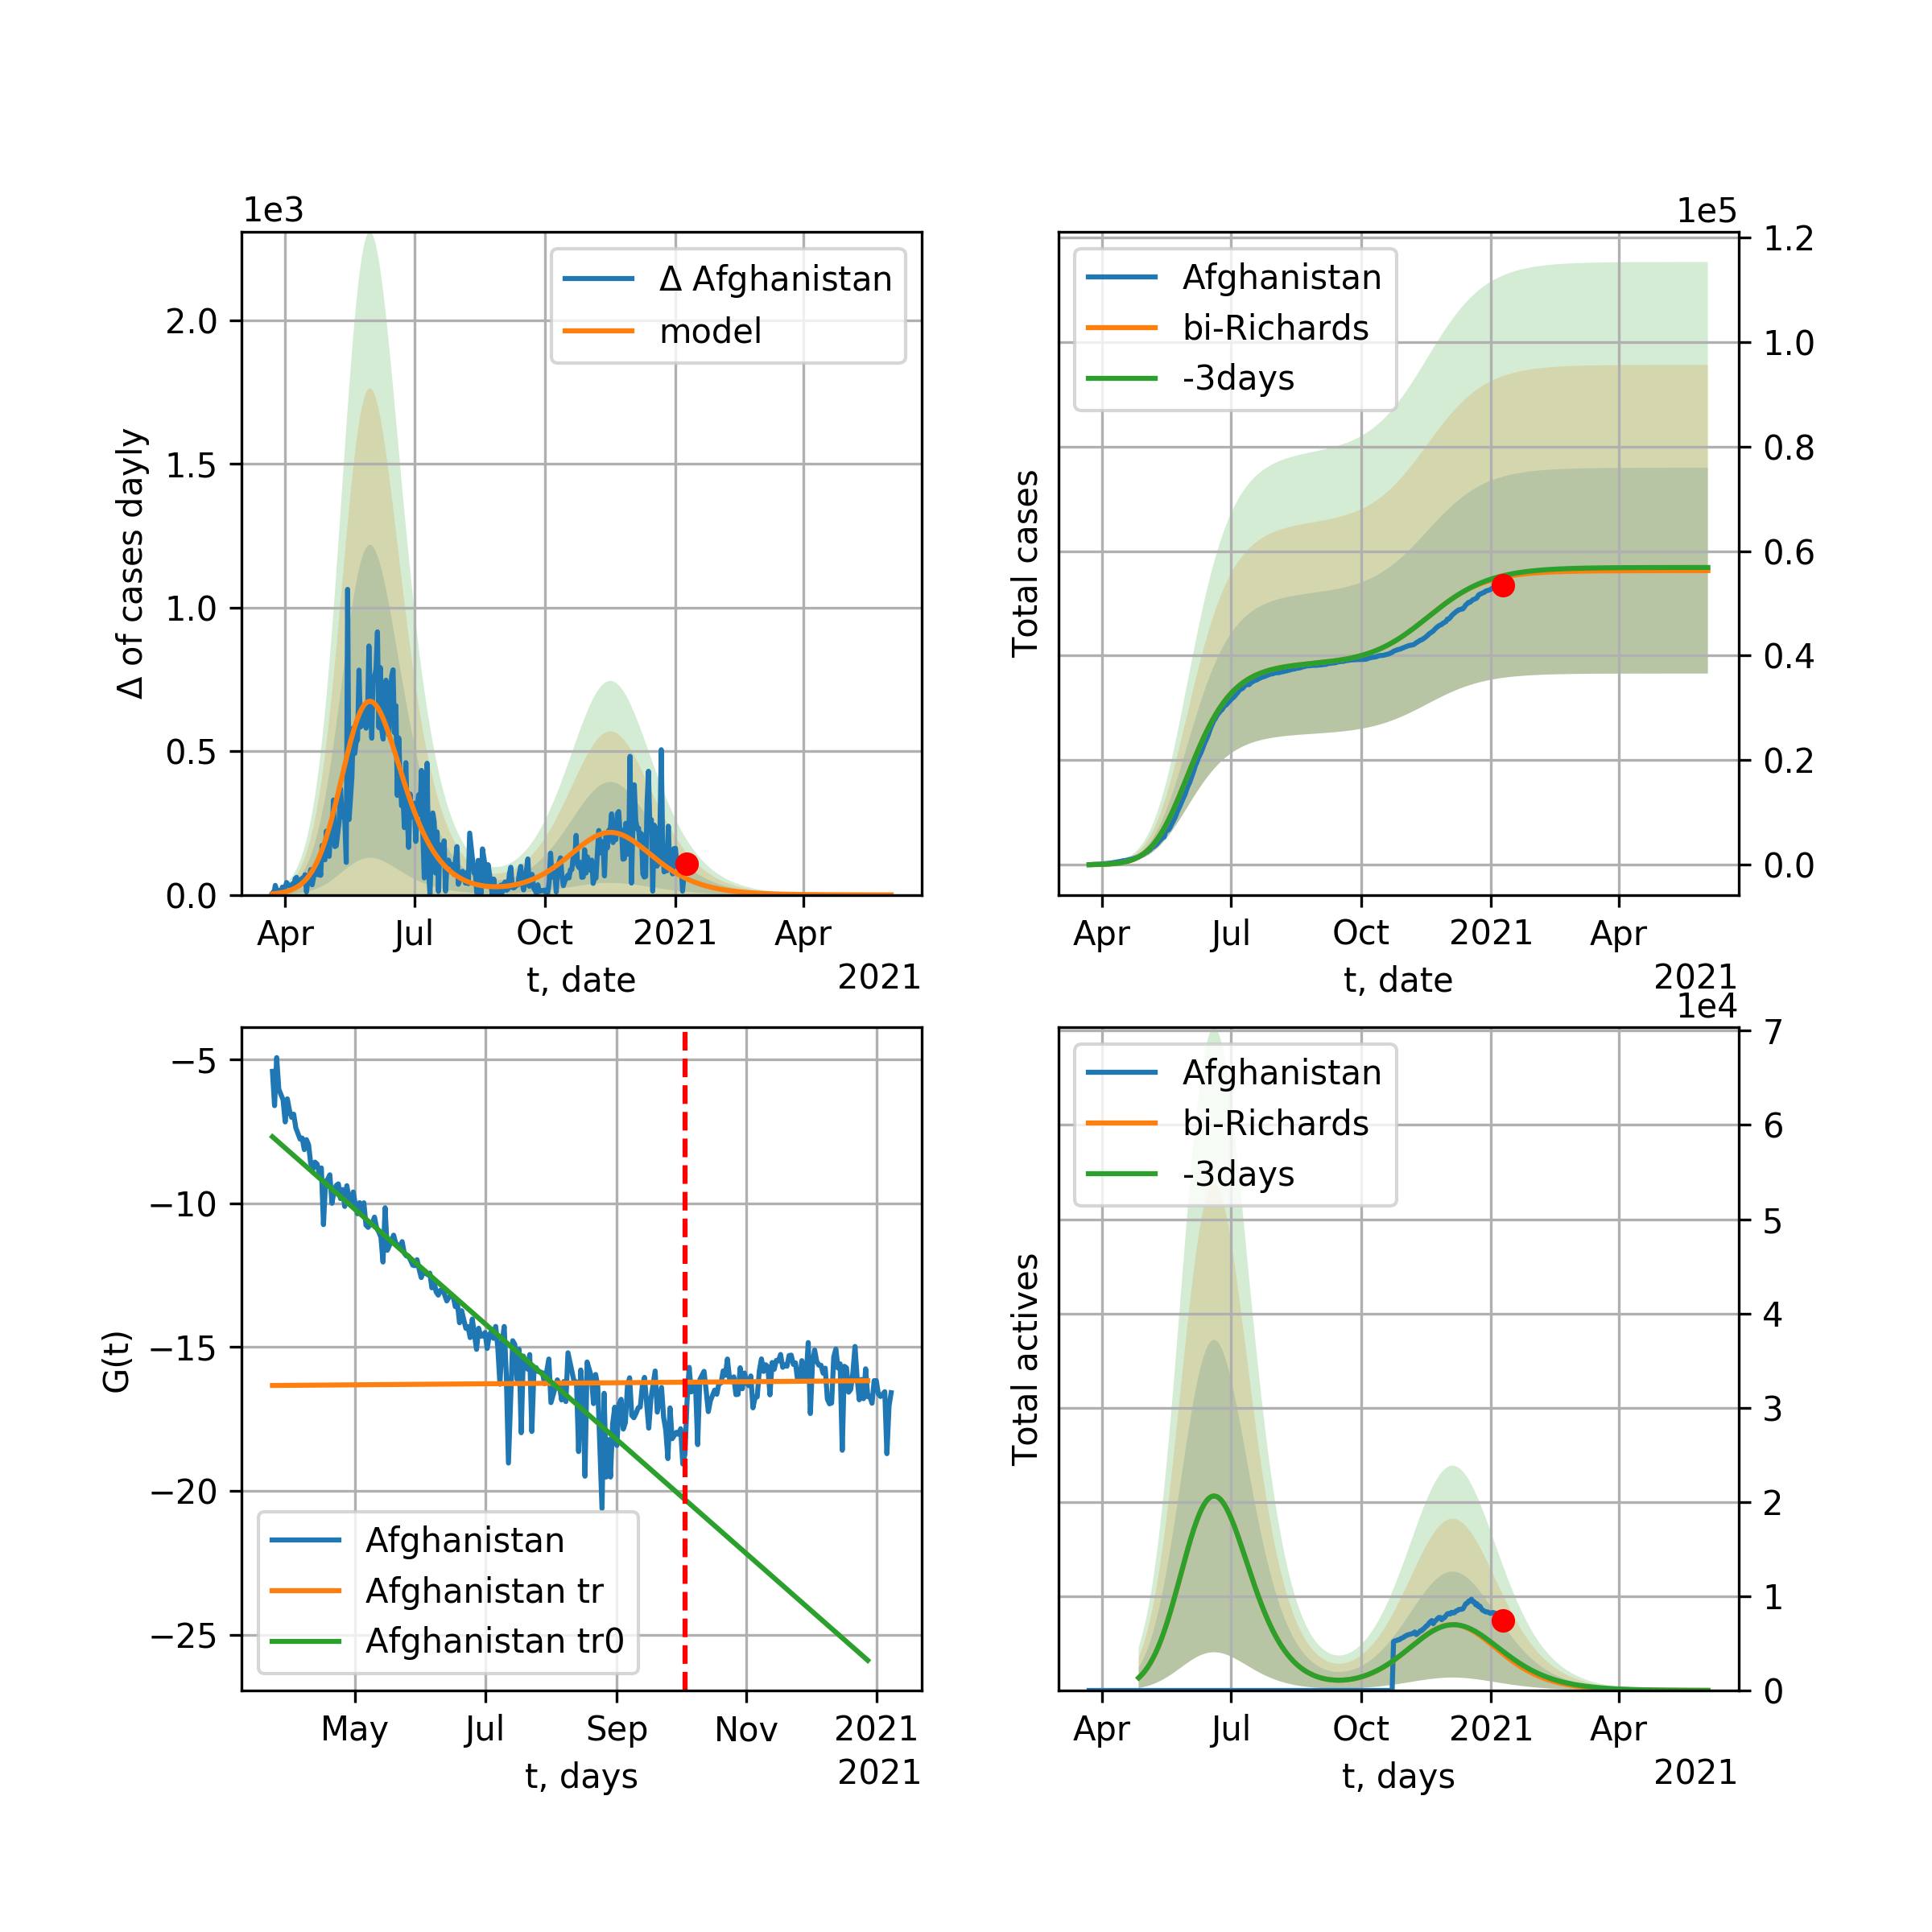 1e3
Δ of cases dayly
2.0
1.5
1.0
0.5
0.0
Δ Afghanistan
model
Apr Jul Oct 2021 Apr
t, date
2021
1e5
Total cases
Afghanistan
bi-Richards
-3days
1.2
1.0
0.8
0.6
0.4
0.2
0.0
Apr Jul Oct 2021 Apr
t, date
2021
G(t)
−5
−10
−15
−20
−25
Afghanistan
Afghanistan tr
Afghanistan tr0
May Jul Sep Nov 2021
t, days
2021
1e4
Total actives
Afghanistan
bi-Richards
-3days
7
6
5
4
3
2
1
0
Apr Jul Oct 2021 Apr
t, days
2021